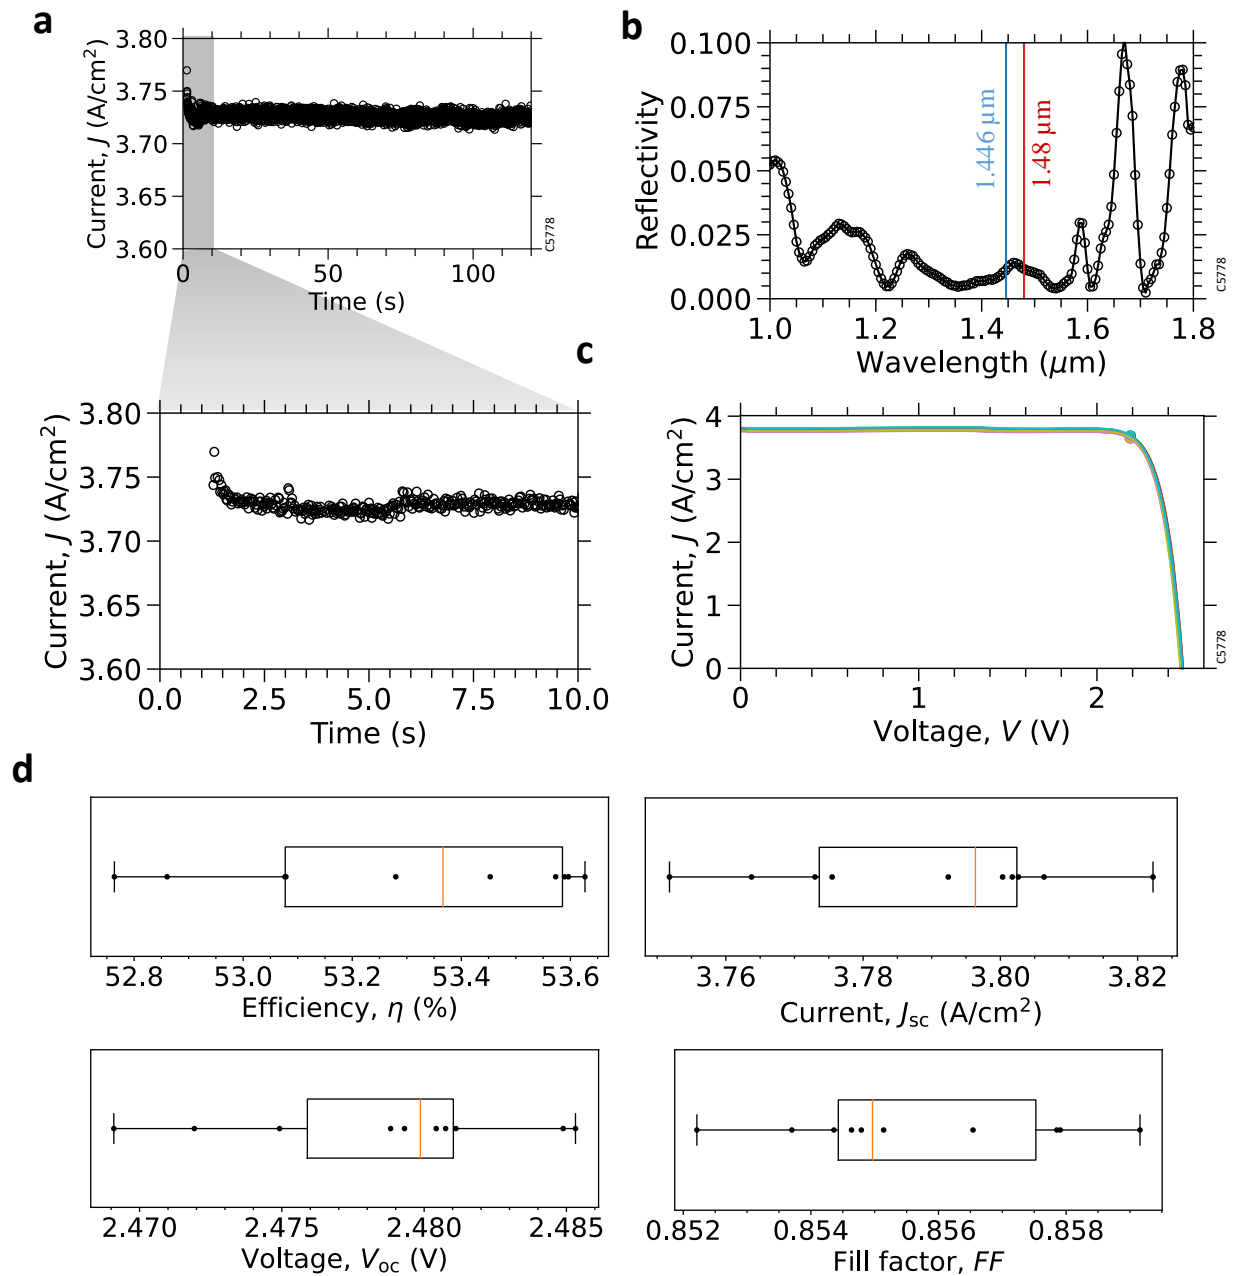 a
3.80
3.75
3.70
3.65
3.60
Current, J (A/cm²)
0
50
100
Time (s)
C5778
b
0.100
0.075
0.050
0.025
0.000
Reflectivity
1.446 µm
1.48 µm
1.0
1.2
1.4
1.6
1.8
Wavelength (µm)
C5778
3.80
3.75
3.70
3.65
3.60
Current, J (A/cm²)
0.0
2.5
5.0
7.5
10.0
Time (s)
c
4
3
2
1
0
Current, J (A/cm²)
0
1
2
Voltage, V (V)
C5778
d
52.8
53.0
53.2
53.4
53.6
Efficiency, η (%)
3.76
3.78
3.80
3.82
Current, Jsc (A/cm²)
2.470
2.475
2.480
2.485
Voltage, Voc (V)
0.852
0.854
0.856
0.858
Fill factor, FF